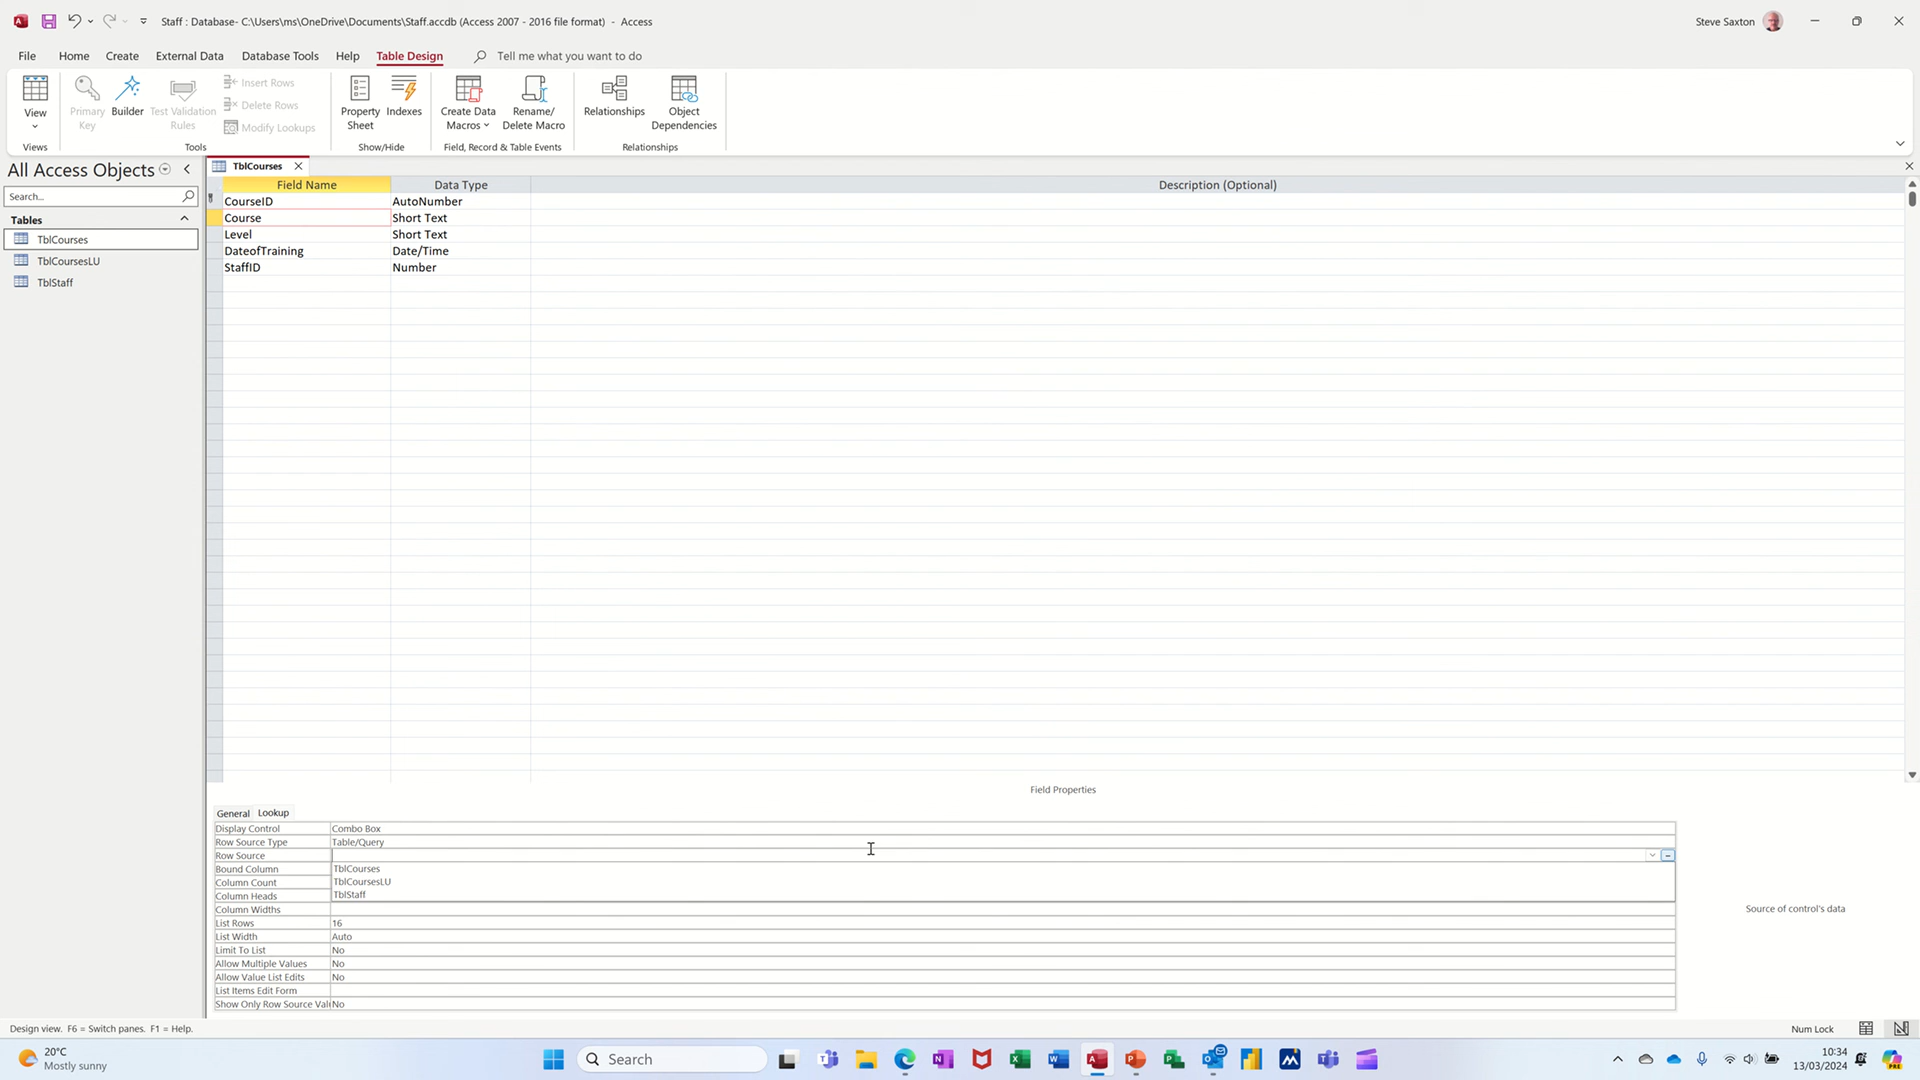 Staff : Database- C:\Users\ms\OneDrive\Documents\Staff.accdb (Access 2007 - 2016 file format) - Access
Steve Saxton
File Home Create External Data Database Tools Help Table Design Tell me what you want to do
View
Primary Key
Builder
Test Validation Rules
Insert Rows
Delete Rows
Modify Lookups
Property Sheet
Indexes
Create Data Macros
Rename/ Delete Macro
Relationships
Object Dependencies
Views Tools Show/Hide Field, Record & Table Events Relationships
All Access Objects
Search...
Tables
TblCourses
TblCoursesLU
TblStaff
TblCourses
Field Name Data Type Description (Optional)
CourseID AutoNumber
Course Short Text
Level Short Text
DateofTraining Date/Time
StaffID Number
Field Properties
General Lookup
Display Control Combo Box
Row Source Type Table/Query
Row Source
Bound Column TblCourses
Column Count TblCoursesLU
Column Heads TblStaff
Column Widths
List Rows 16
List Width Auto
Limit To List No
Allow Multiple Values No
Allow Value List Edits No
List Items Edit Form
Show Only Row Source Val No
Source of control's data
Design view. F6 = Switch panes. F1 = Help.
Num Lock
20°C
Mostly sunny
Search
10:34
13/03/2024
PRE